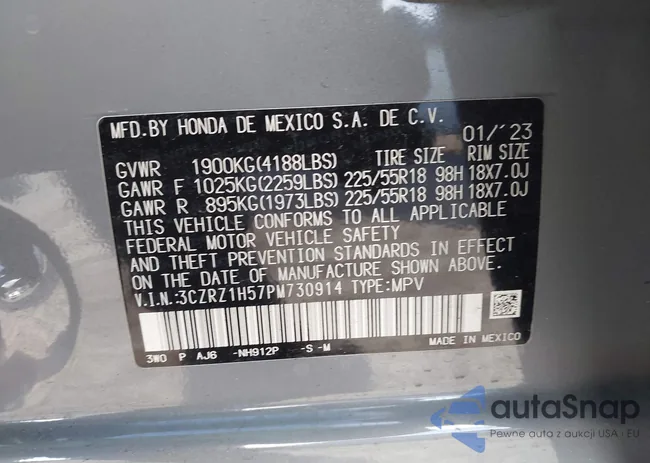 MFD.BY HONDA DE MEXICO S.A. DE C.V. 01/´23
GVWR 1900KG(4188LBS) TIRE SIZE RIM SIZE
GAWR F 1025KG(2259LBS) 225/55R18 98H 18X7.0J
GAWR R 895KG(1973LBS) 225/55R18 98H 18X7.0J
THIS VEHICLE CONFORMS TO ALL APPLICABLE
FEDERAL MOTOR VEHICLE SAFETY
AND THEFT PREVENTION STANDARDS IN EFFECT
ON THE DATE OF MANUFACTURE SHOWN ABOVE.
V.I.N.:3CZRZ1H57PM730914 TYPE:MPV
3W0 P AJ6 -NH912P -S -M MADE IN MEXICO
autaSnap
Pewne auta z aukcji USA i EU